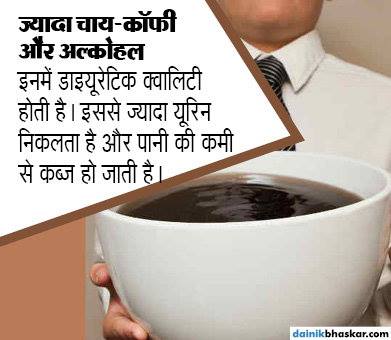 ज्यादा चाय-कॉफी
और अल्कोहल
इनमें डाइयूरेटिक क्वालिटी
होती है। इससे ज्यादा यूरिन
निकलता है और पानी की कमी
से कब्ज हो जाती है।
dainikbhaskar.com